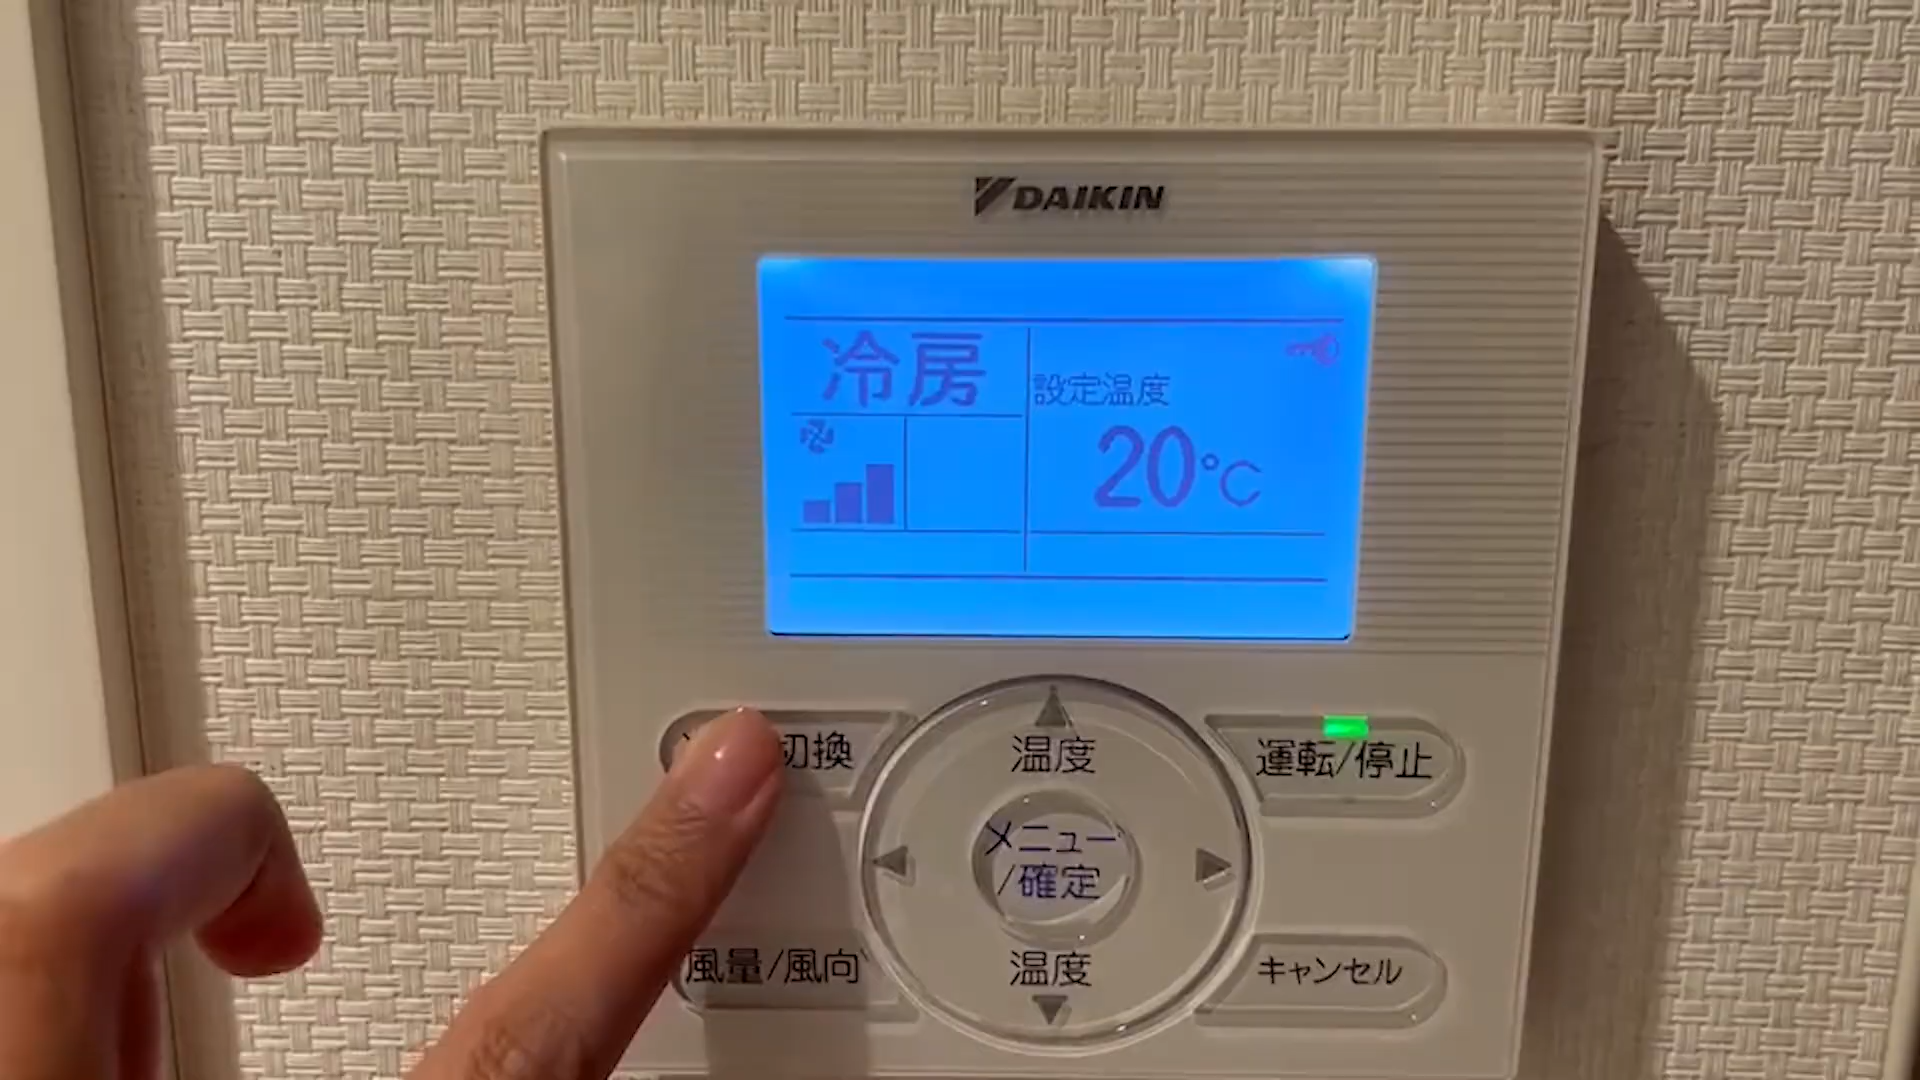 DAIKIN
冷房
設定温度
20°C
切換
温度
運転/停止
メニュー
/確定
風量/風向
温度
キャンセル